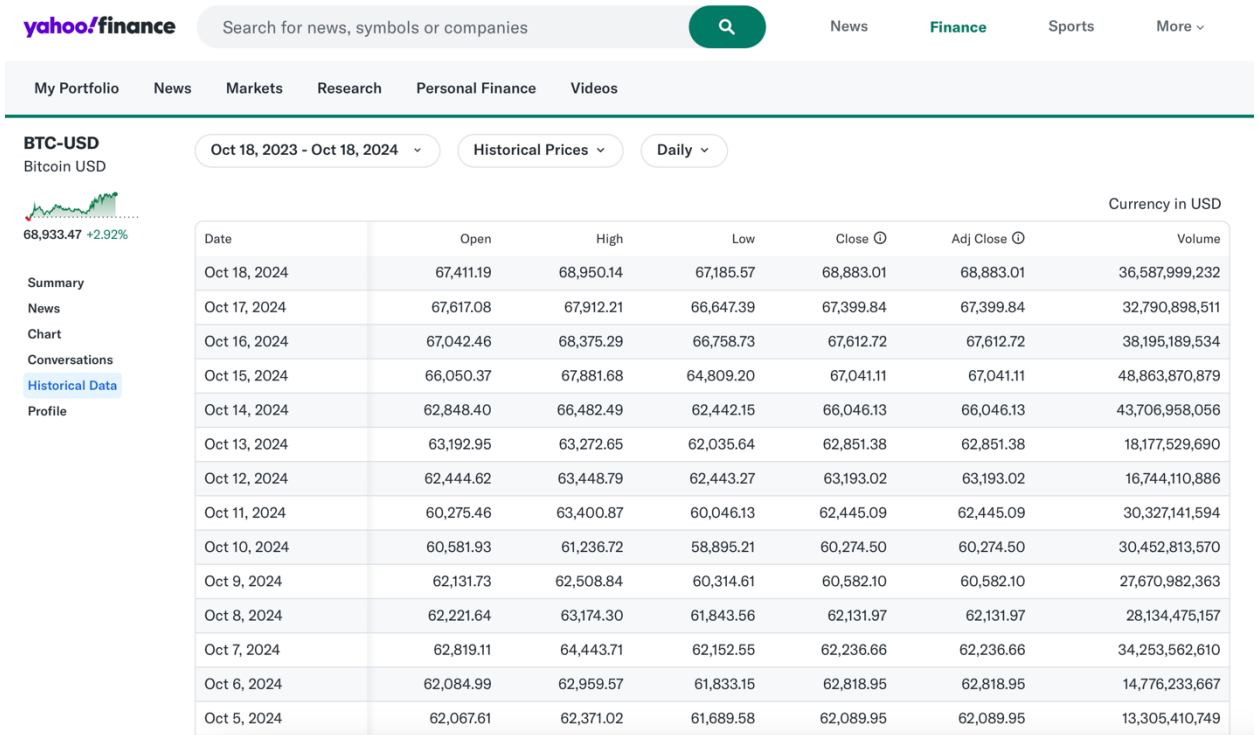 yahoo!finance Search for news, symbols or companies News Finance Sports More
My Portfolio News Markets Research Personal Finance Videos
BTC-USD
Bitcoin USD
68,933.47 +2.92%
Summary
News
Chart
Conversations
Historical Data
Profile
Oct 18, 2023 - Oct 18, 2024 Historical Prices Daily
Currency in USD
Date Open High Low Close Adj Close Volume
Oct 18, 2024 67,411.19 68,950.14 67,185.57 68,883.01 68,883.01 36,587,999,232
Oct 17, 2024 67,617.08 67,912.21 66,647.39 67,399.84 67,399.84 32,790,898,511
Oct 16, 2024 67,042.46 68,375.29 66,758.73 67,612.72 67,612.72 38,195,189,534
Oct 15, 2024 66,050.37 67,881.68 64,809.20 67,041.11 67,041.11 48,863,870,879
Oct 14, 2024 62,848.40 66,482.49 62,442.15 66,046.13 66,046.13 43,706,958,056
Oct 13, 2024 63,192.95 63,272.65 62,035.64 62,851.38 62,851.38 18,177,529,690
Oct 12, 2024 62,444.62 63,448.79 62,443.27 63,193.02 63,193.02 16,744,110,886
Oct 11, 2024 60,275.46 63,400.87 60,046.13 62,445.09 62,445.09 30,327,141,594
Oct 10, 2024 60,581.93 61,236.72 58,895.21 60,274.50 60,274.50 30,452,813,570
Oct 9, 2024 62,131.73 62,508.84 60,314.61 60,582.10 60,582.10 27,670,982,363
Oct 8, 2024 62,221.64 63,174.30 61,843.56 62,131.97 62,131.97 28,134,475,157
Oct 7, 2024 62,819.11 64,443.71 62,152.55 62,236.66 62,236.66 34,253,562,610
Oct 6, 2024 62,084.99 62,959.57 61,833.15 62,818.95 62,818.95 14,776,233,667
Oct 5, 2024 62,067.61 62,371.02 61,689.58 62,089.95 62,089.95 13,305,410,749